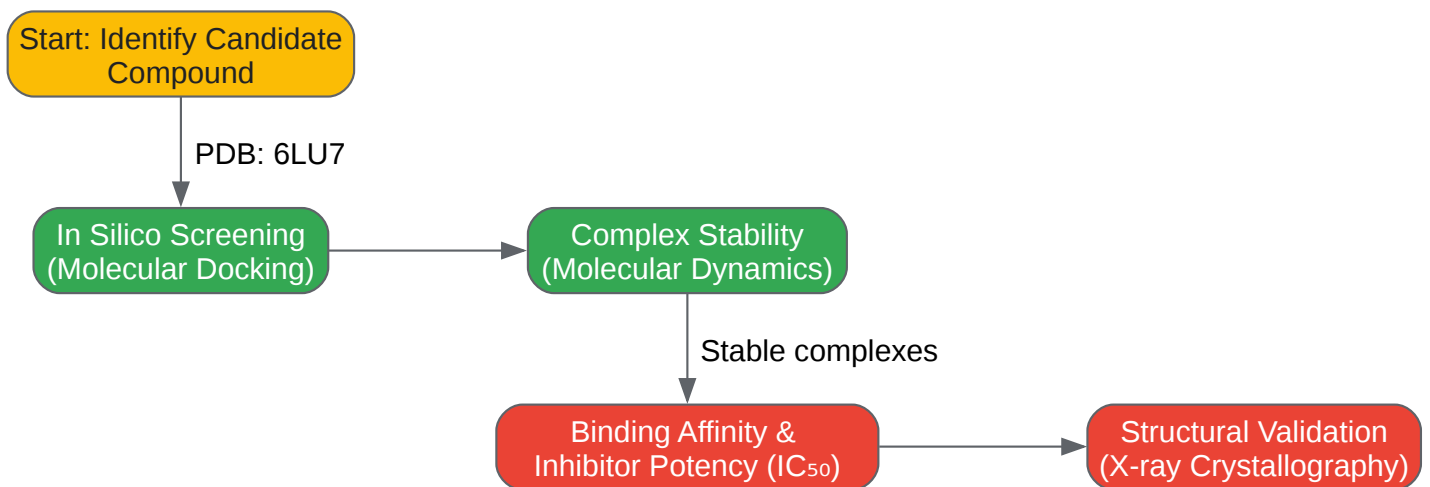 Start: Identify Candidate
Compound
PDB: 6LU7
In Silico Screening
(Molecular Docking)
Complex Stability
(Molecular Dynamics)
Stable complexes
Binding Affinity &
Inhibitor Potency (IC₅₀)
Structural Validation
(X-ray Crystallography)